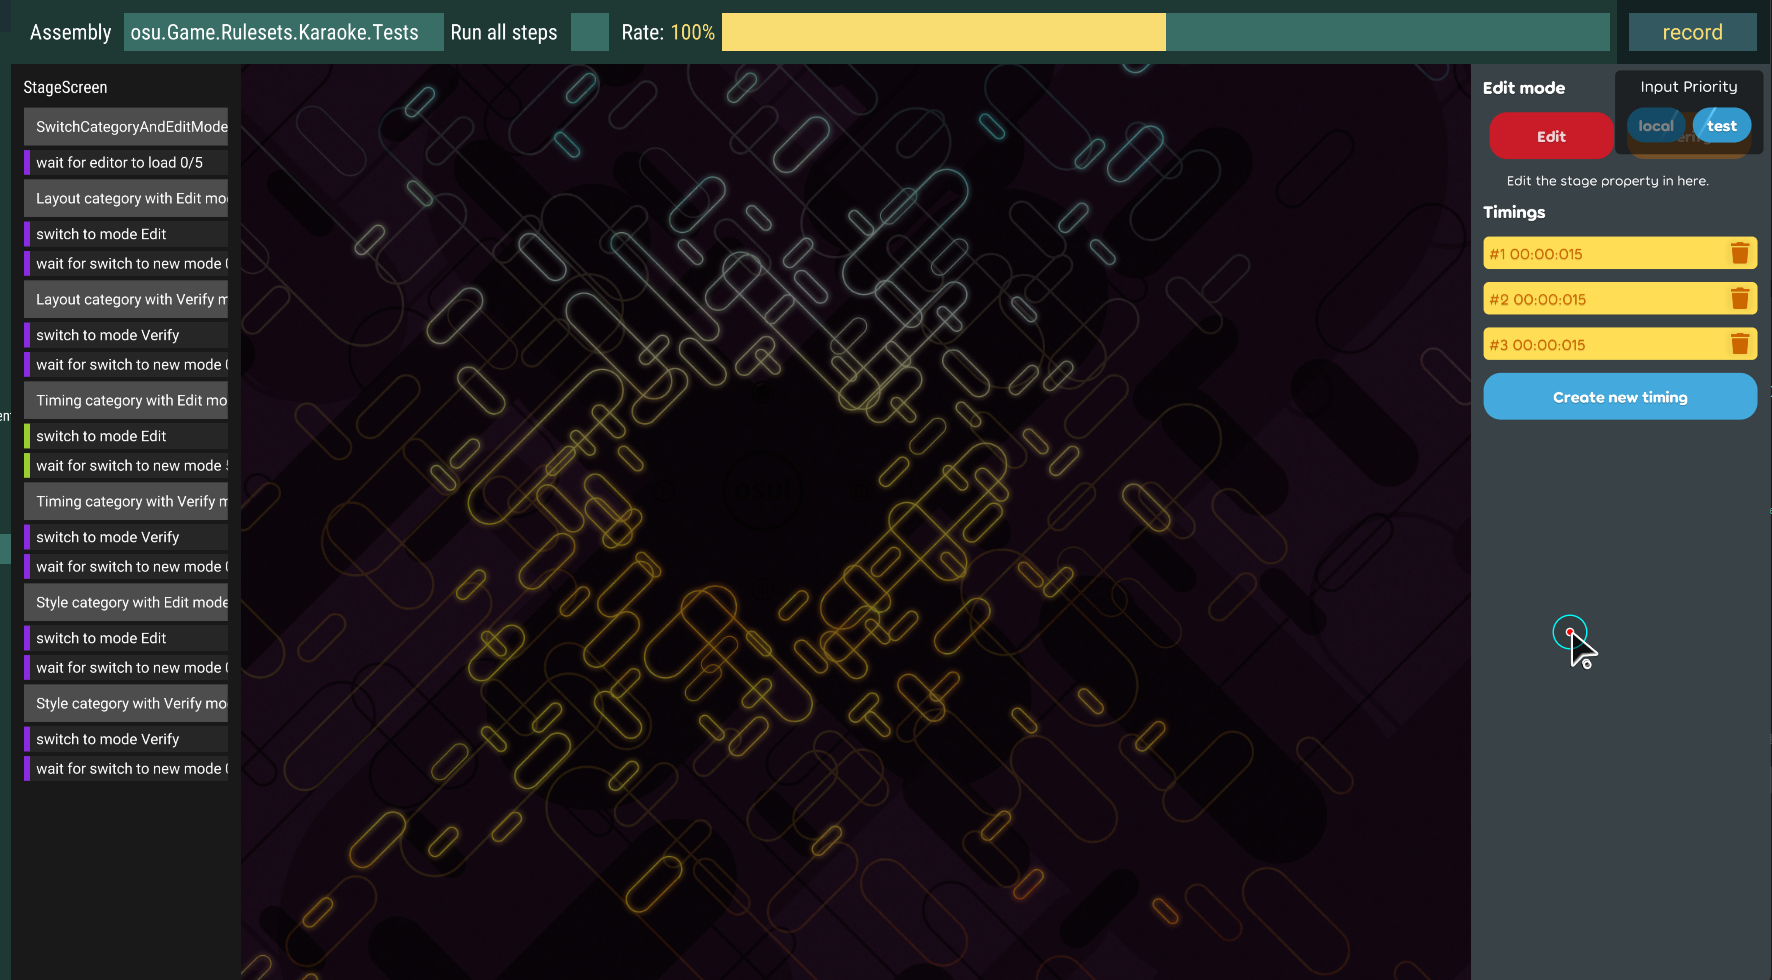 Assembly osu.Game.Rulesets.Karaoke.Tests Run all steps Rate: 100% record
StageScreen
SwitchCategoryAndEditMode
wait for editor to load 0/5
Layout category with Edit mo
switch to mode Edit
wait for switch to new mode
Layout category with Verify
switch to mode Verify
wait for switch to new mode
Timing category with Edit mo
switch to mode Edit
wait for switch to new mode
Timing category with Verify
switch to mode Verify
wait for switch to new mode
Style category with Edit mode
switch to mode Edit
wait for switch to new mode
Style category with Verify mo
switch to mode Verify
wait for switch to new mode
osu!
Edit mode
Input Priority
local test
Edit
Edit the stage property in here.
Timings
#1 00:00:015
#2 00:00:015
#3 00:00:015
Create new timing